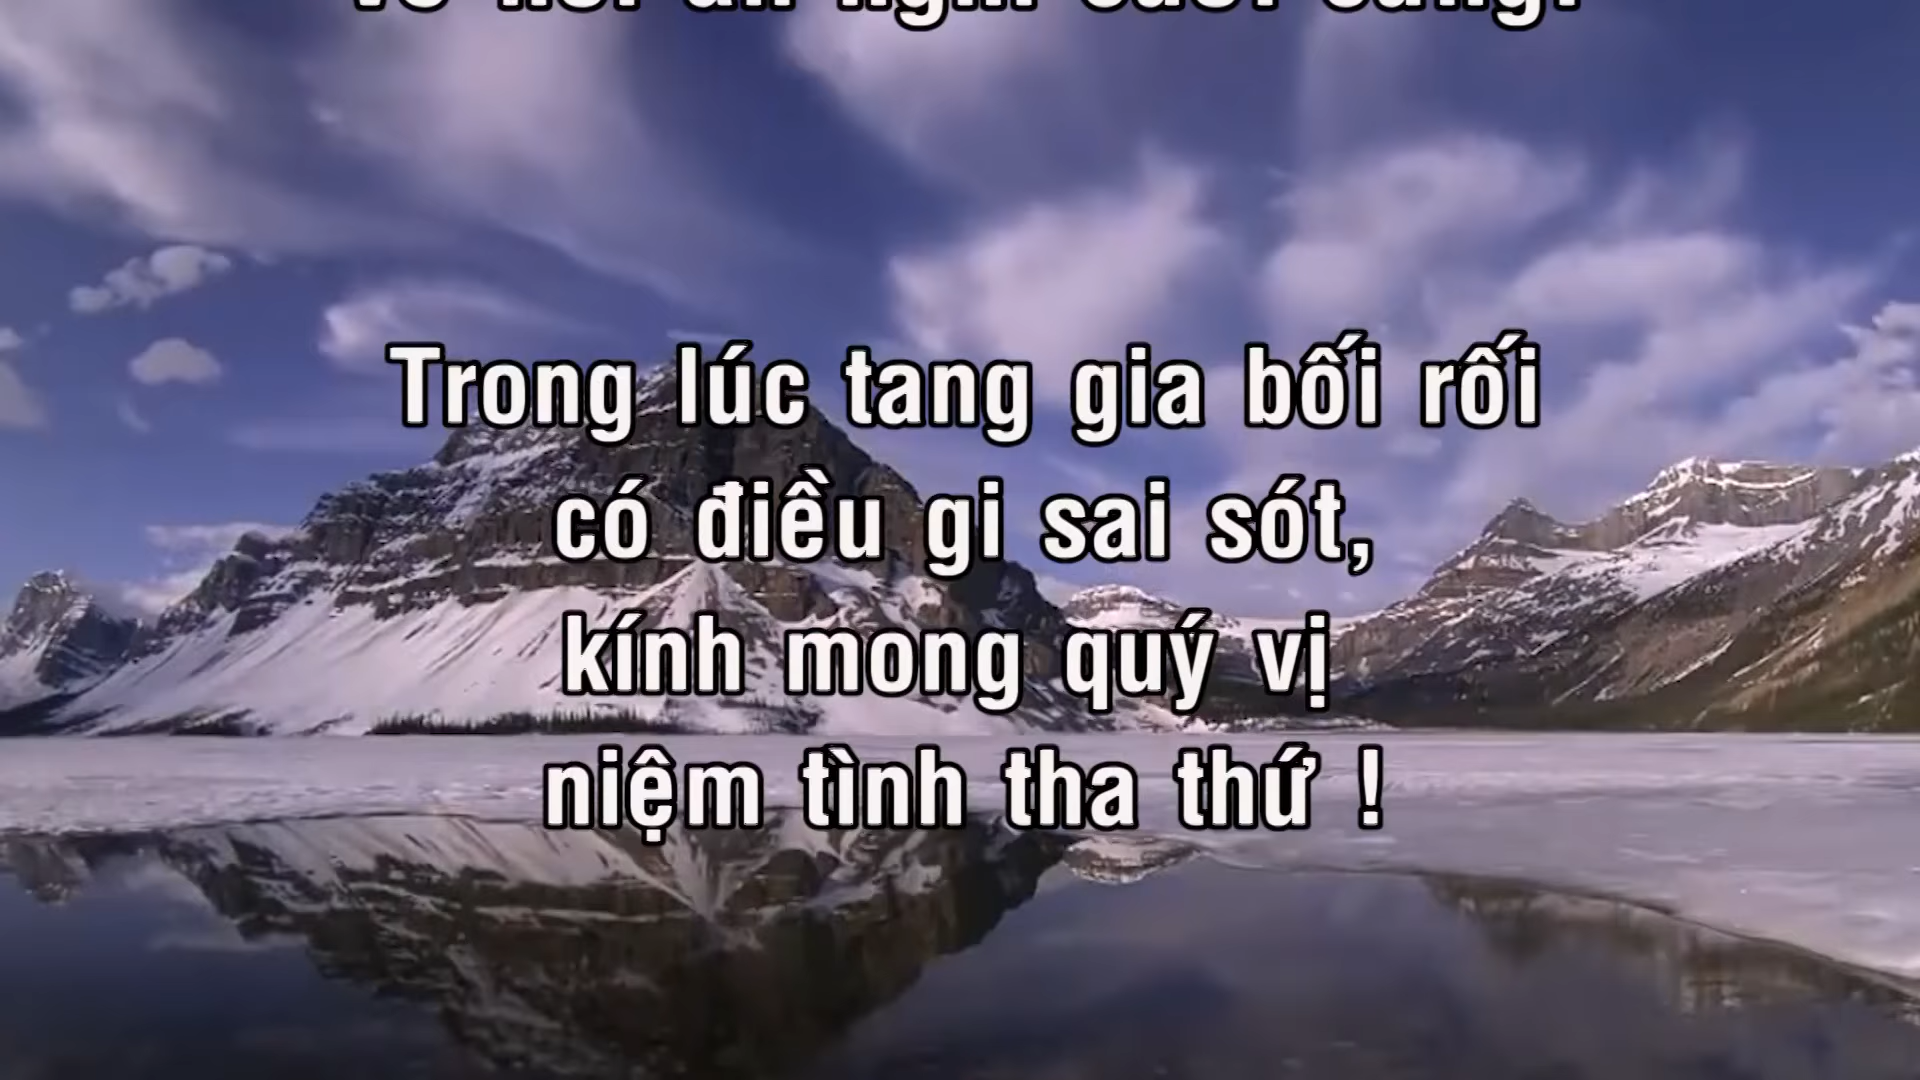 Trong lúc tang gia bối rối
có điều gi sai sót,
kính mong quý vị
niệm tình tha thứ !